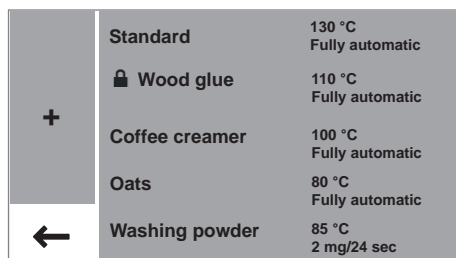 Standard 130 °C
Fully automatic
Wood glue 110 °C
Fully automatic
+
Coffee creamer 100 °C
Fully automatic
Oats 80 °C
Fully automatic
Washing powder 85 °C
2 mg/24 sec